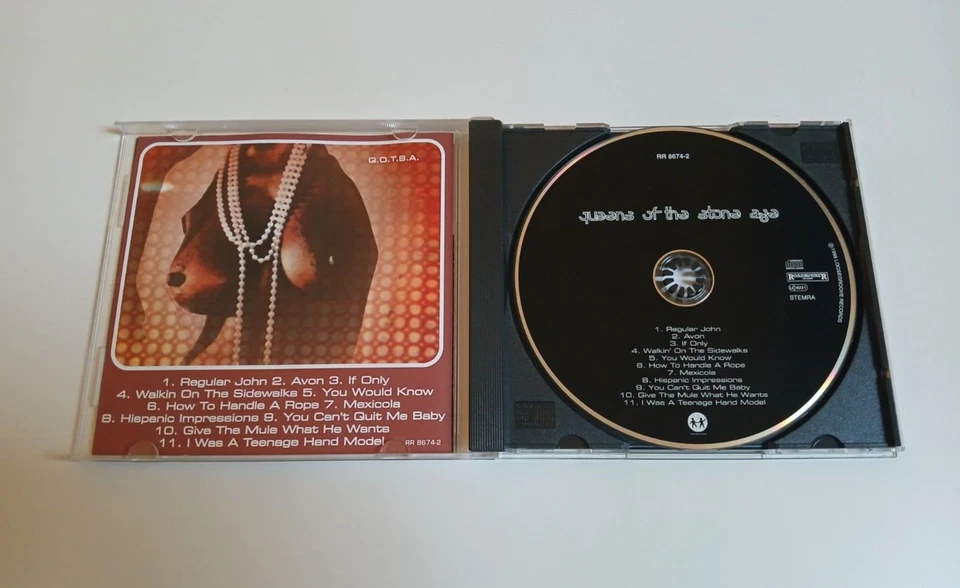 Q.O.T.S.A.
1. Regular John 2. Avon 3. If Only
4. Walkin On The Sidewalks 5. You Would Know
6. How To Handle A Rope 7. Mexicola
8. Hispanic Impressions 9. You Can't Quit Me Baby
10. Give The Mule What He Wants
11. I Was A Teenage Hand Model
RR 8674-2
RR 8674-2
queens of the stone age
ROADRUNNER
STEMRA
℗ 1998 LOOSEGROOVE RECORDS
1. Regular John
2. Avon
3. If Only
4. Walkin' On The Sidewalks
5. You Would Know
6. How To Handle A Rope
7. Mexicola
8. Hispanic Impressions
9. You Can't Quit Me Baby
10. Give The Mule What He Wants
11. I Was A Teenage Hand Model